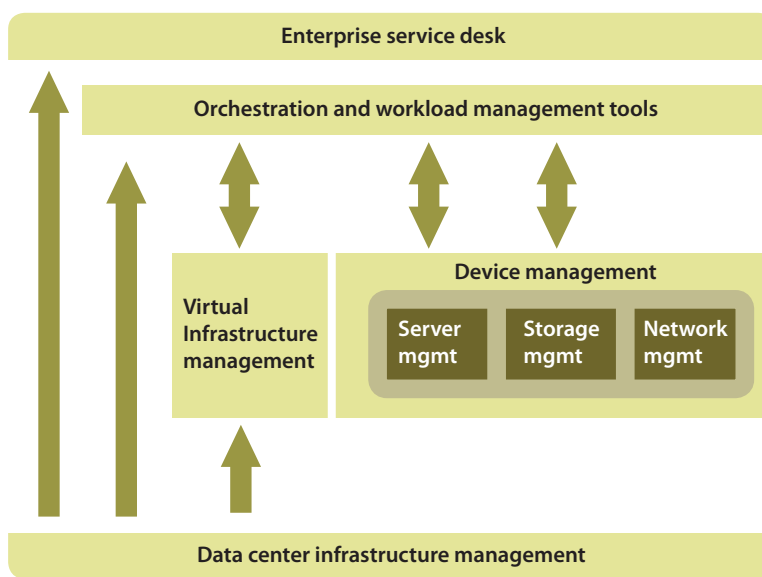 Enterprise service desk
Orchestration and workload management tools
Virtual
Infrastructure
management
Device management
Server
mgmt
Storage
mgmt
Network
mgmt
Data center infrastructure management